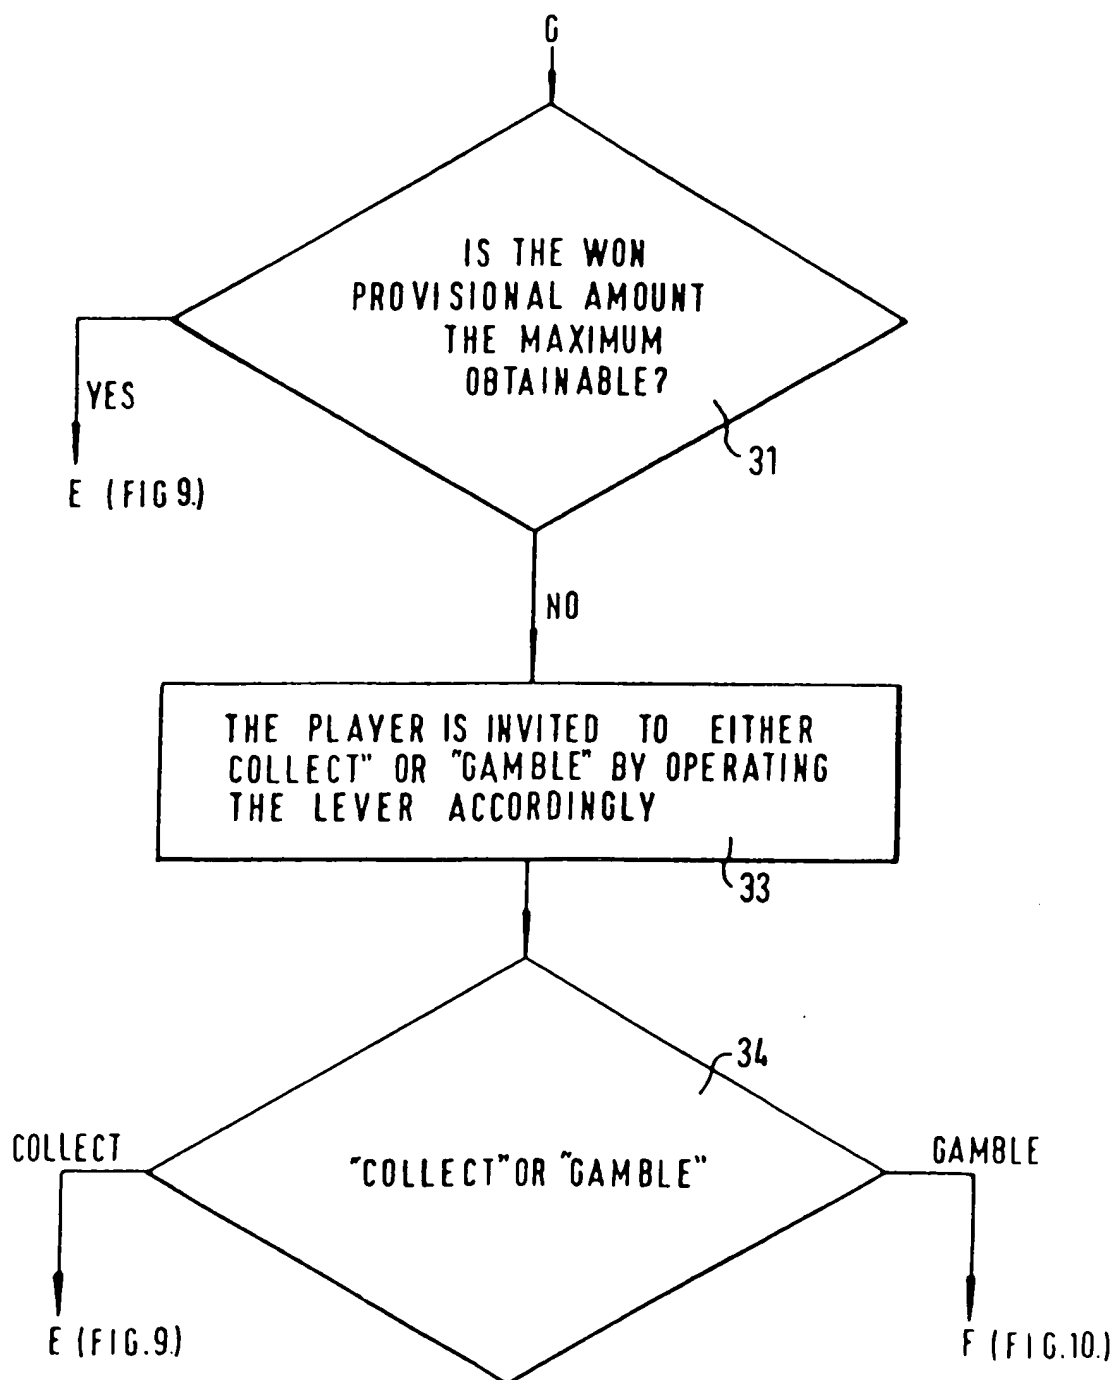 G
IS THE WON
PROVISIONAL AMOUNT
THE MAXIMUM
OBTAINABLE?
YES
31
E (FIG 9.)
NO
THE PLAYER IS INVITED TO EITHER
COLLECT" OR "GAMBLE" BY OPERATING
THE LEVER ACCORDINGLY
33
34
COLLECT
GAMBLE
"COLLECT" OR "GAMBLE"
E (FIG.9.)
F (FIG.10.)